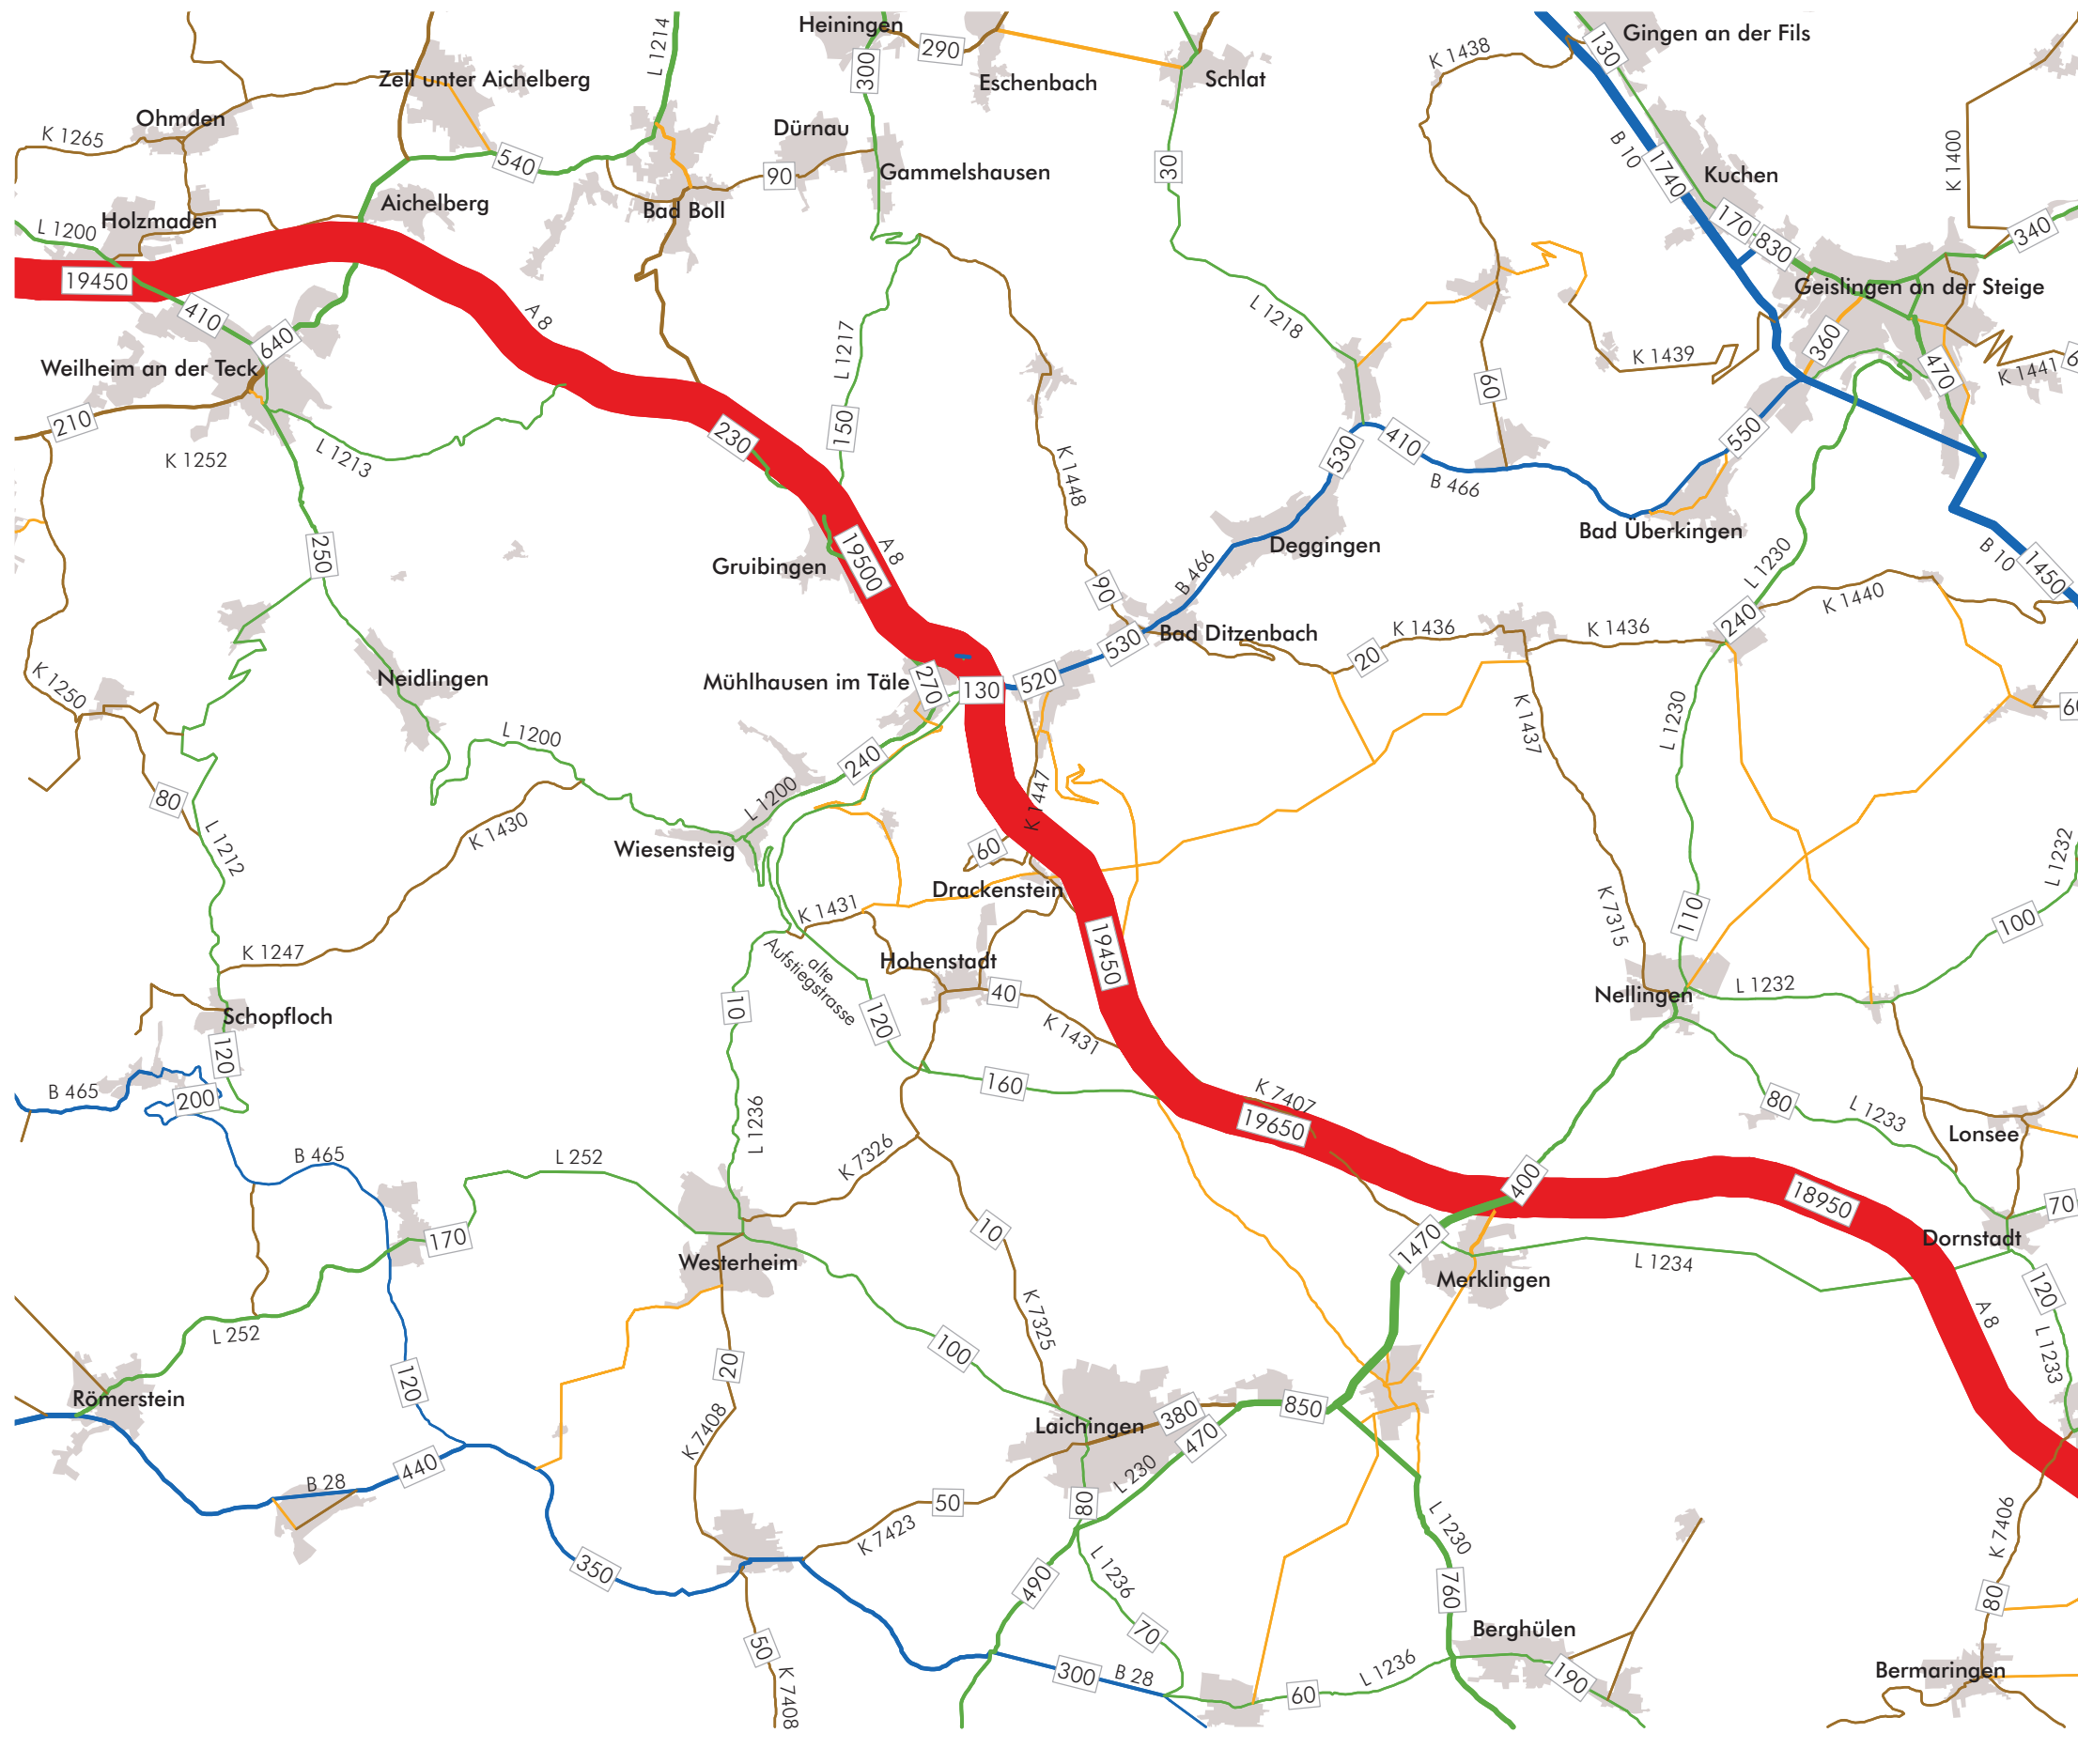 Heiningen
290
Eschenbach
Schlat
K 1438
130
Gingen an der Fils
L 1214
300
Zell unter Aichelberg
Ohmden
K 1265
540
Dürnau
90
Gammelshausen
30
B 10
1740
Kuchen
K 1400
Aichelberg
Bad Boll
Holzmaden
L 1200
170
830
340
19450
410
640
A 8
L 1217
L 1218
Geislingen an der Steige
360
K 1439
470
K 1441
Weilheim an der Teck
210
K 1252
L 1213
230
150
K 1448
530
410
B 466
60
550
Bad Überkingen
250
Gruibingen
19500
A 8
90
B 466
Deggingen
L 1230
K 1440
B 10
1450
Neidlingen
K 1250
L 1200
Mühlhausen im Täle
270
130
520
530
Bad Ditzenbach
20
K 1436
K 1436
240
60
80
L 1212
K 1430
240
L 1200
Wiesensteig
K 1447
60
Drackenstein
K 1437
L 1230
L 1232
K 1431
K 1247
Hohenstadt
alte
Aufstiegstrasse
19450
K 7315
110
100
Nellingen
L 1232
Schopfloch
10
120
40
K 1431
120
B 465
200
160
K 7407
19650
80
L 1233
Lonsee
L 1236
B 465
L 252
K 7326
400
18950
70
Dornstadt
170
10
1470
Merklingen
L 1234
Westerheim
120
L 252
K 7325
A 8
L 1233
100
20
120
Römerstein
Laichingen
380
470
850
K 7408
440
B 28
L 230
80
50
K 7423
L 1230
K 7406
350
490
L 1236
760
80
50
K 7408
70
300
B 28
60
L 1236
Berghülen
190
Bermaringen